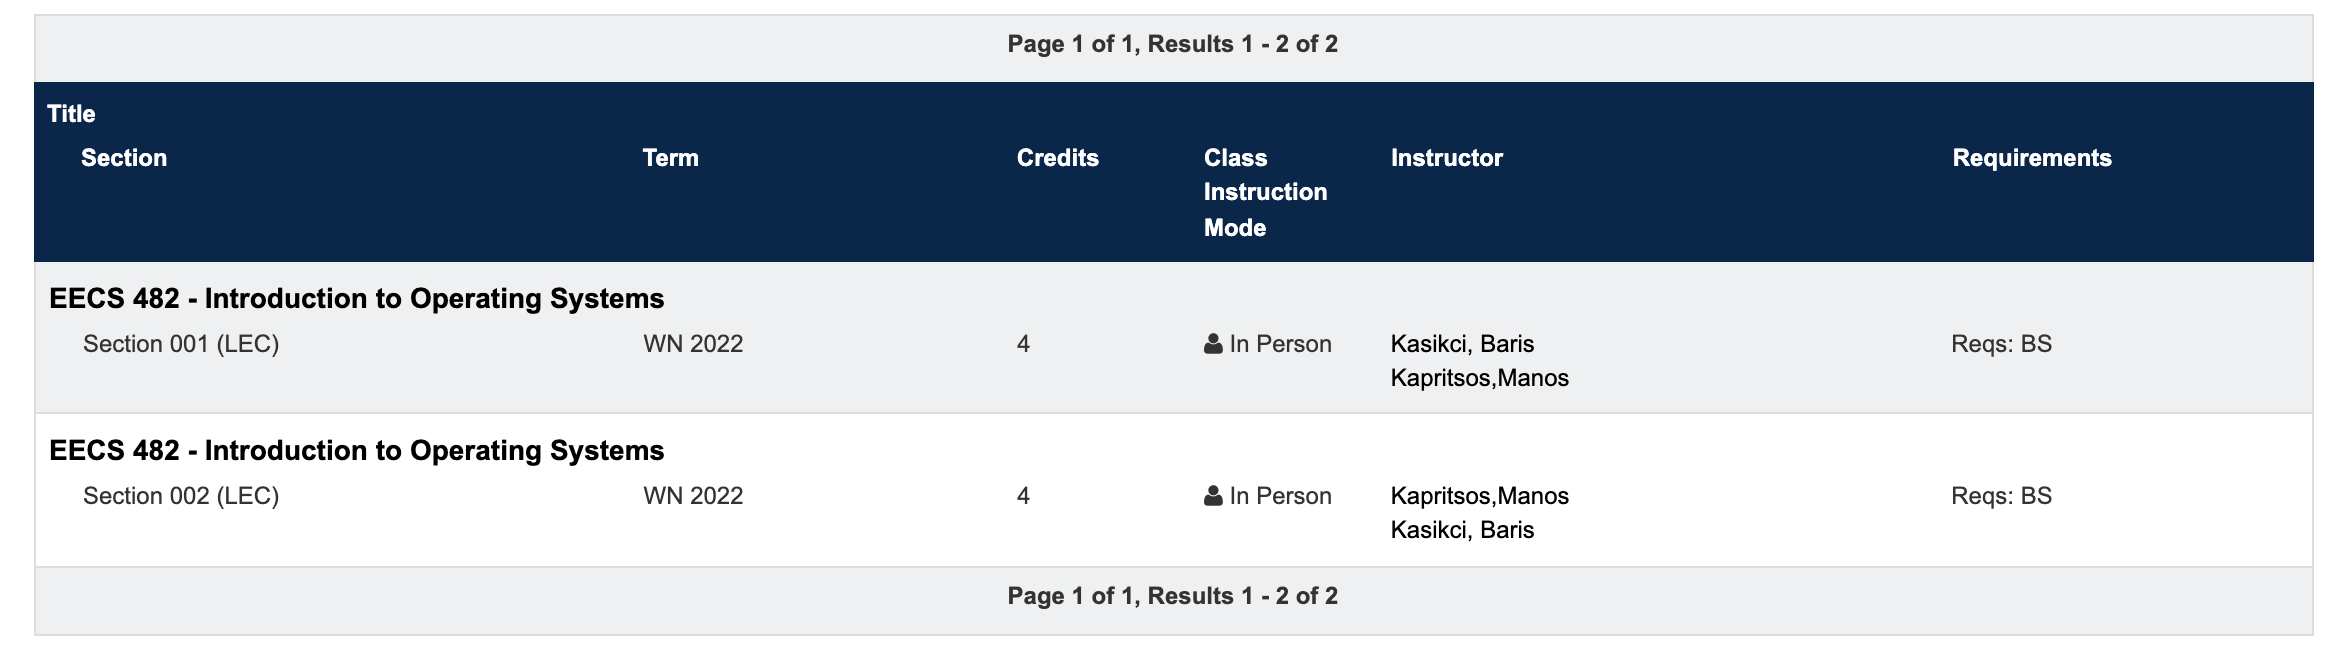 Page 1 of 1, Results 1 - 2 of 2
Title
Section Term Credits Class Instructor Requirements
Instruction
Mode
EECS 482 - Introduction to Operating Systems
Section 001 (LEC) WN 2022 4 In Person Kasikci, Baris Reqs: BS
Kapritsos,Manos
EECS 482 - Introduction to Operating Systems
Section 002 (LEC) WN 2022 4 In Person Kapritsos,Manos Reqs: BS
Kasikci, Baris
Page 1 of 1, Results 1 - 2 of 2